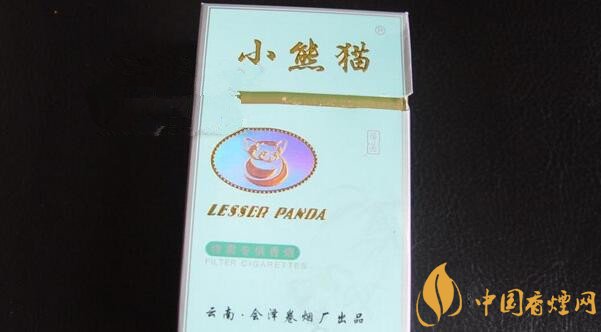 小熊猫
®
LESSER PANDA
FILTER CIGARETTES
云南·会泽卷烟厂出品
中国香烟网